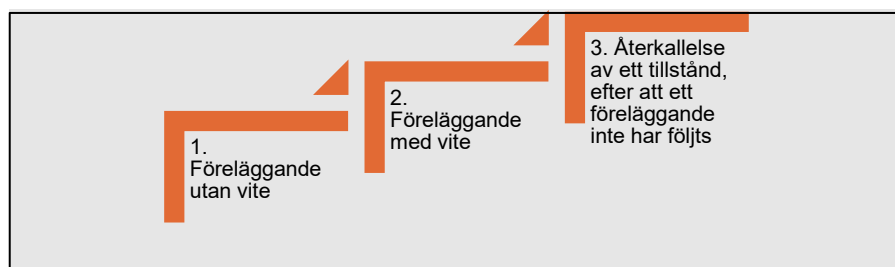 1.
Föreläggande
utan vite
2.
Föreläggande
med vite
3. Återkallelse
av ett tillstånd,
efter att ett
föreläggande
inte har följts